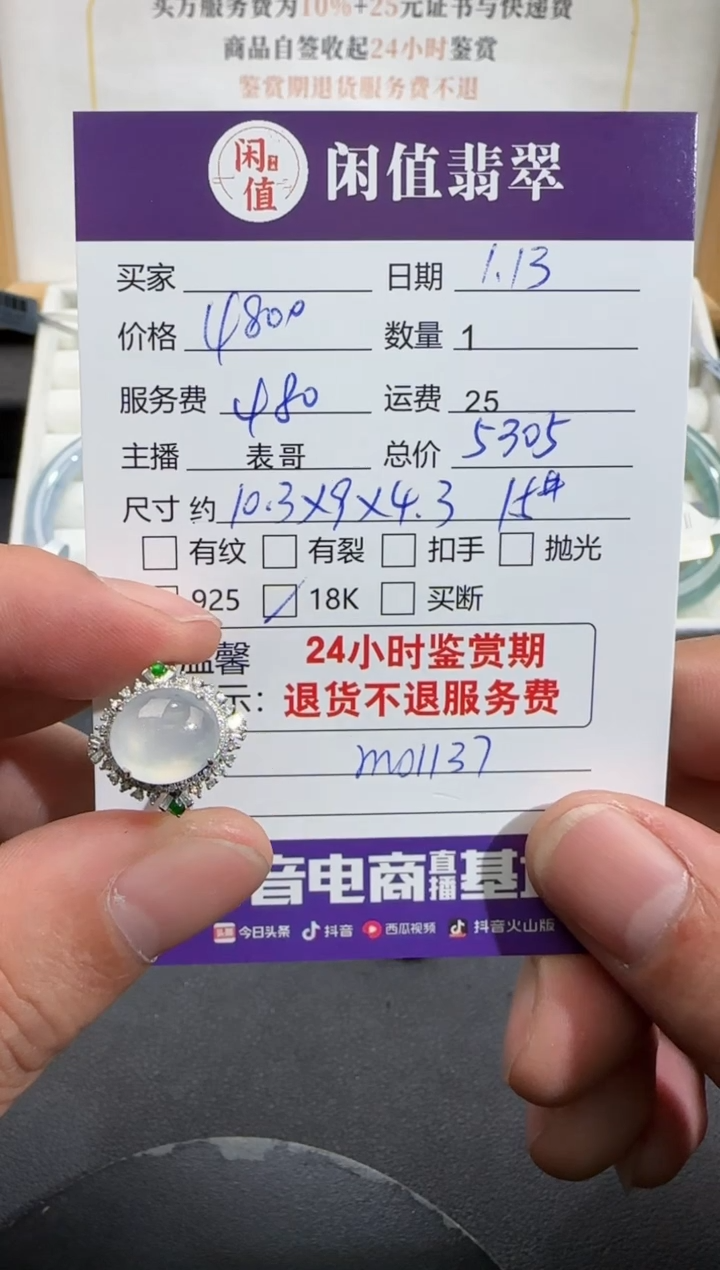 买方服务费为10%+25元证书与快递费
商品自签收起24小时鉴赏
鉴赏期退货服务费不退
闲值
闲值翡翠
买家 日期 1.13
价格 4800 数量 1
服务费 480 运费 25
主播 表哥 总价 5305
尺寸 约 10.3×9×4.3 15#
有纹 有裂 扣手 抛光
925 18K 买断
温馨 24小时鉴赏期
示: 退货不退服务费
m01137
音电商直播基
头条 今日头条 抖音 西瓜视频 抖音火山版